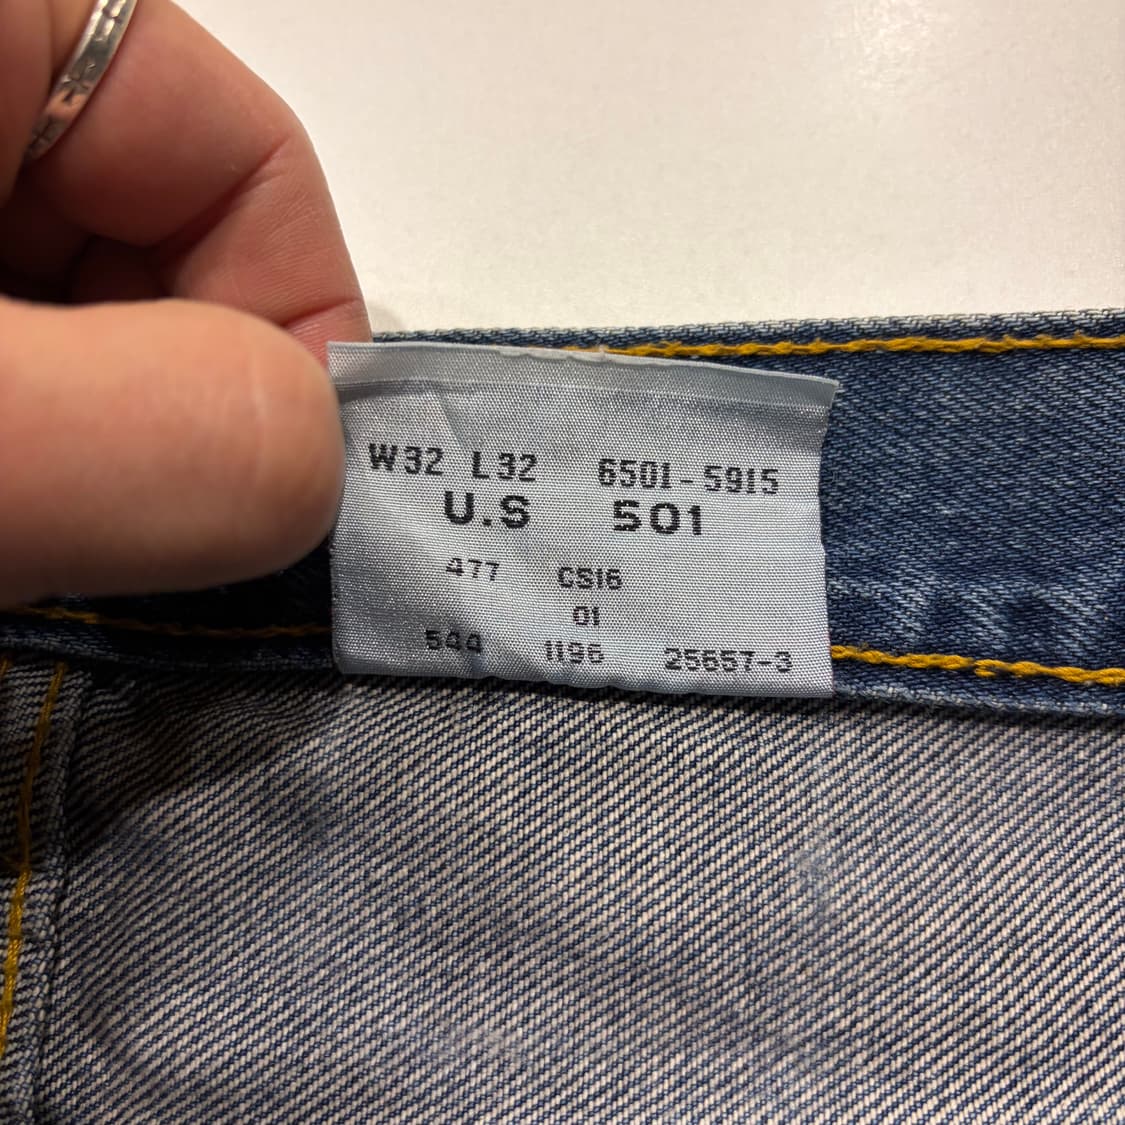 W32 L32 6501-5915
U.S 501
477 CS16
01
544 1196 25657-3